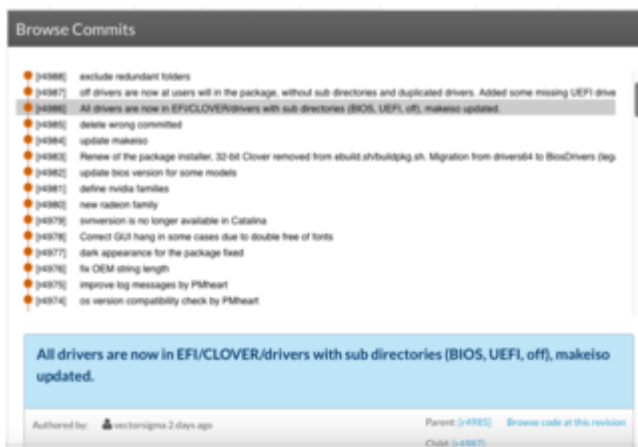 Browse Commits
[r4988] exclude redundant folders
[r4987] off drivers are now at users will in the package, without sub directories and duplicated drivers. Added some missing UEFI drive
[r4986] All drivers are now in EFI/CLOVER/drivers with sub directories (BIOS, UEFI, off), makeiso updated.
[r4985] delete wrong committed
[r4984] update makeiso
[r4983] Renew of the package installer, 32-bit Clover removed from ebuild.sh/buildpkg.sh. Migration from drivers64 to BiosDrivers (leg
[r4982] update bios version for some models
[r4981] define nvidia families
[r4980] new radeon family
[r4979] svnversion is no longer available in Catalina
[r4978] Correct GUI hang in some cases due to double free of fonts
[r4977] dark appearance for the package fixed
[r4976] fix OEM string length
[r4975] improve log messages by PMheart
[r4974] os version compatibility check by PMheart
All drivers are now in EFI/CLOVER/drivers with sub directories (BIOS, UEFI, off), makeiso
updated.
Authored by: vectorsigma 2 days ago Parent: [r4985] Browse code at this revision
Child: [r4987]